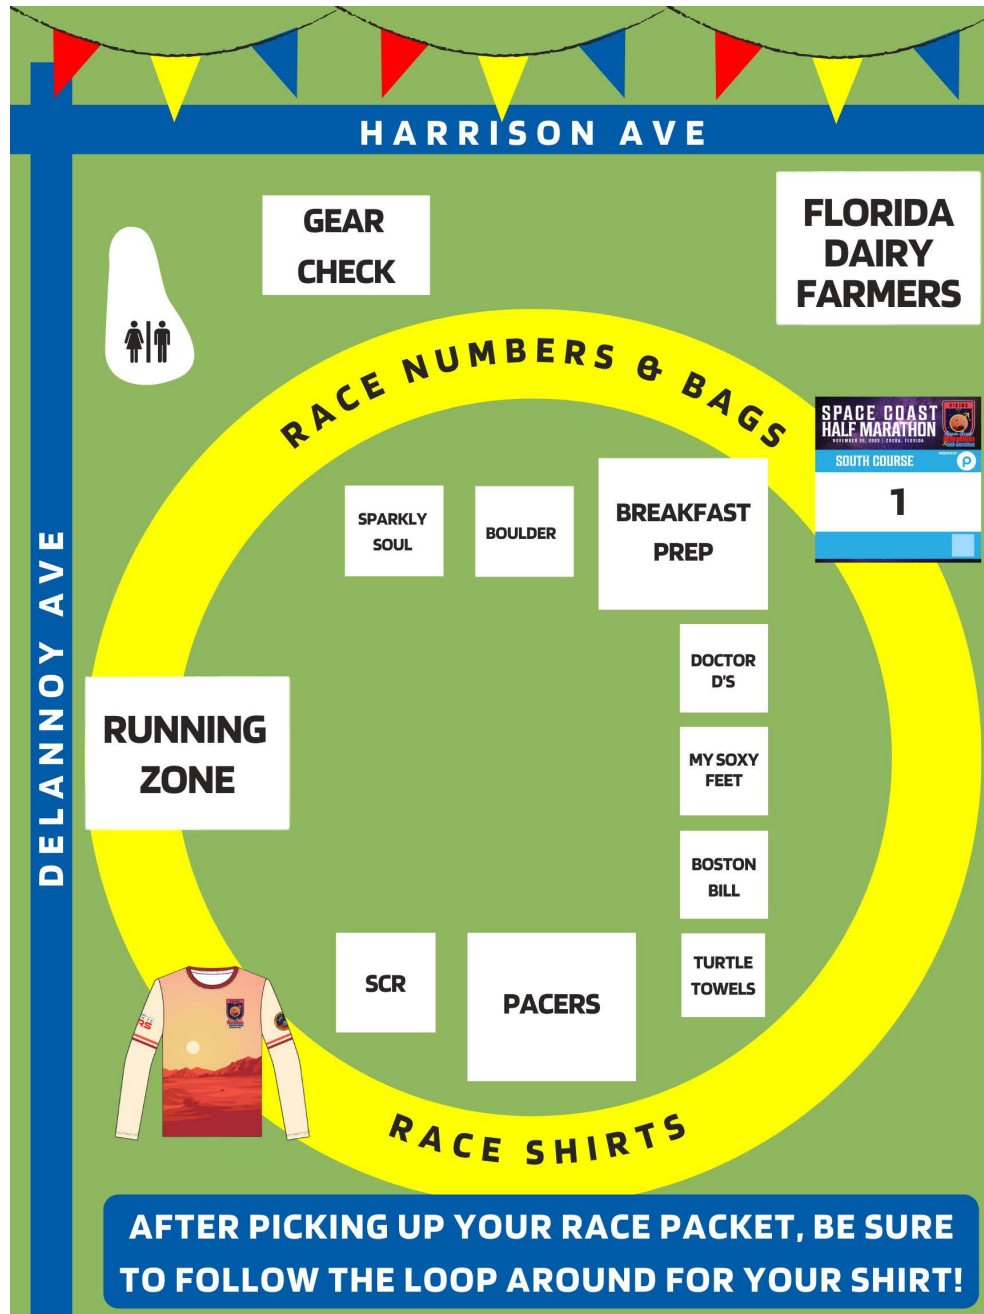 HARRISON AVE
GEAR
CHECK
FLORIDA
DAIRY
FARMERS
RACE NUMBERS & BAGS
SPACE COAST
HALF MARATHON
SOUTH COURSE
1
SPARKLY
SOUL
BOULDER
BREAKFAST
PREP
DOCTOR
D'S
DELANNOY AVE
RUNNING
ZONE
MY SOXY
FEET
BOSTON
BILL
SCR
PACERS
TURTLE
TOWELS
RACE SHIRTS
AFTER PICKING UP YOUR RACE PACKET, BE SURE
TO FOLLOW THE LOOP AROUND FOR YOUR SHIRT!